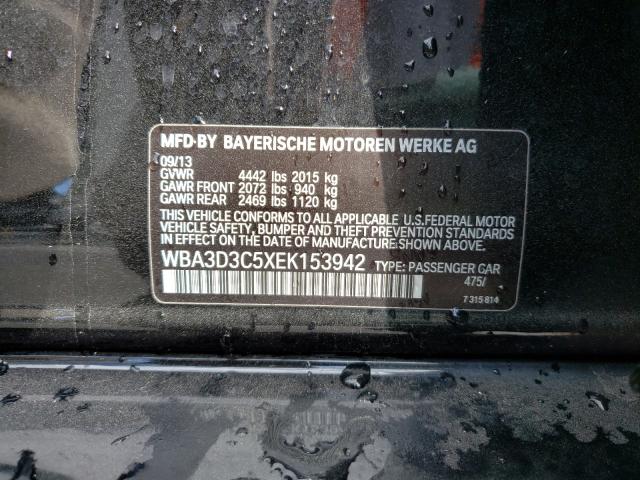 MFD·BY BAYERISCHE MOTOREN WERKE AG
09/13
GVWR 4442 lbs 2015 kg
GAWR FRONT 2072 lbs 940 kg
GAWR REAR 2469 lbs 1120 kg
THIS VEHICLE CONFORMS TO ALL APPLICABLE U.S.FEDERAL MOTOR
VEHICLE SAFETY, BUMPER AND THEFT PREVENTION STANDARDS
IN EFFECT ON THE DATE OF MANUFACTURE SHOWN ABOVE.
WBA3D3C5XEK153942 TYPE: PASSENGER CAR
475/
7 315 814